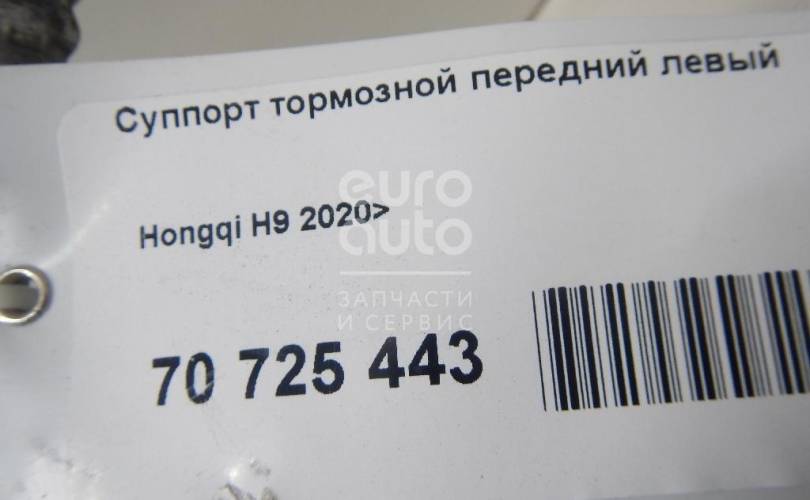 Суппорт тормозной передний левый
euro
auto
Hongqi H9 2020>
ЗАПЧАСТИ
И СЕРВИС
70 725 443